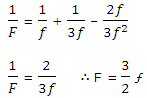 1/F = 1/f + 1/3f - 2f/3f²
1/F = 2/3f ∴ F = 3/2 f